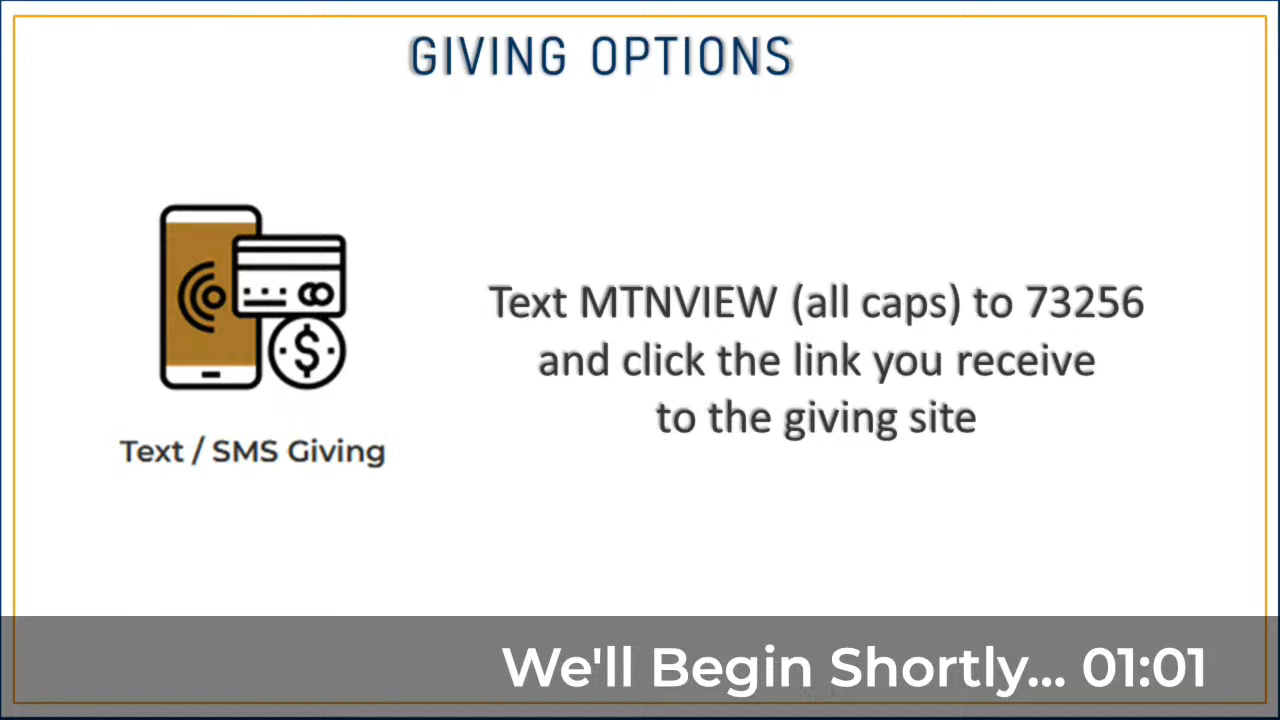 GIVING OPTIONS
Text MTNVIEW (all caps) to 73256
and click the link you receive
to the giving site
Text / SMS Giving
We'll Begin Shortly... 01:01